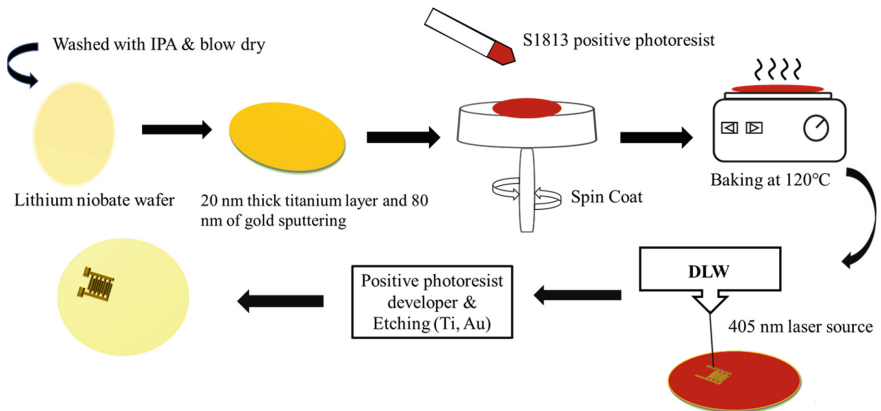 Washed with IPA & blow dry
S1813 positive photoresist
Lithium niobate wafer
20 nm thick titanium layer and 80
nm of gold sputtering
Spin Coat
Baking at 120℃
DLW
405 nm laser source
Positive photoresist
developer &
Etching (Ti, Au)